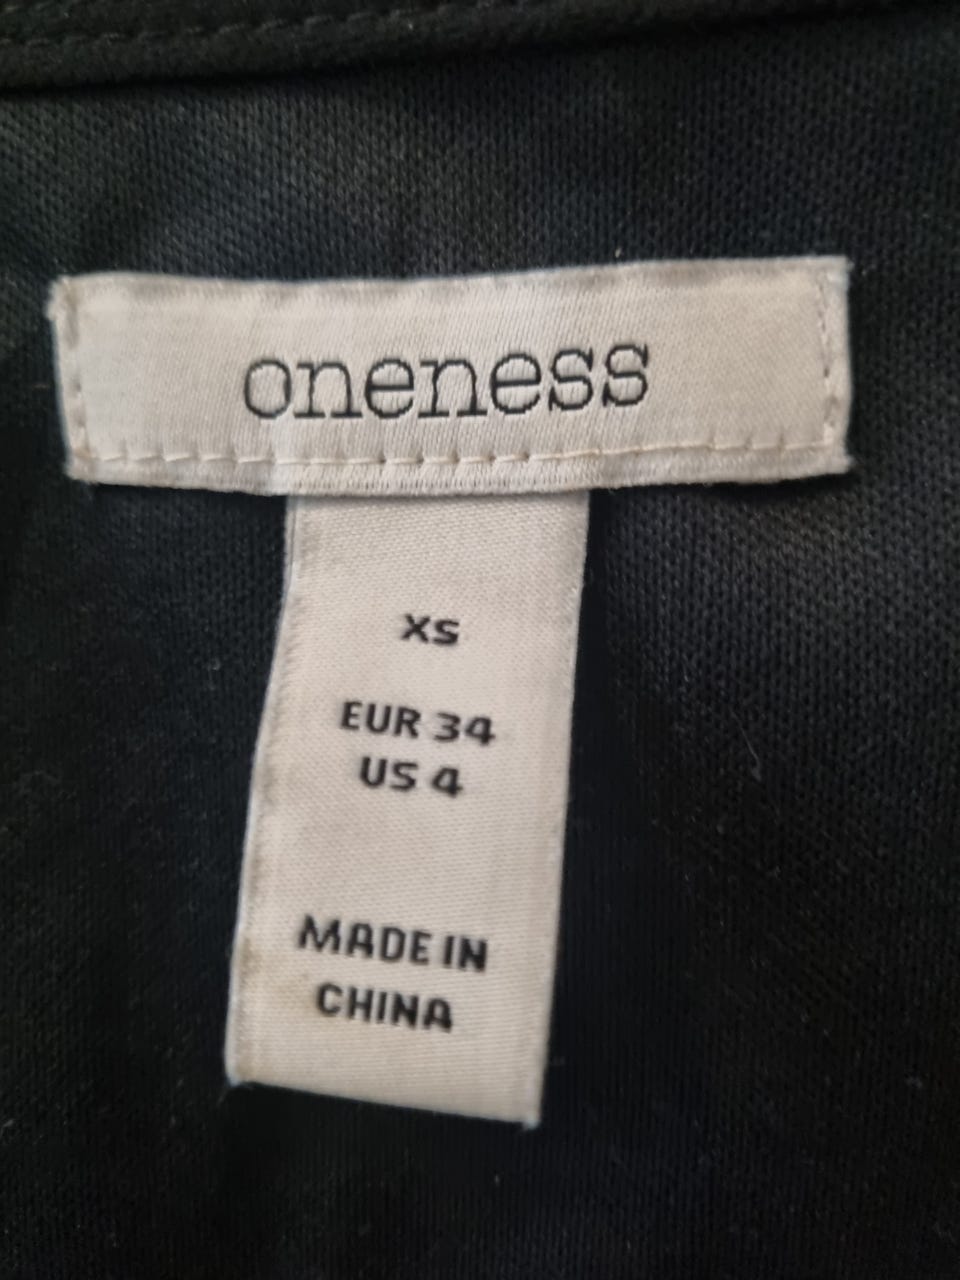 oneness
XS
EUR 34
US 4
MADE IN
CHINA